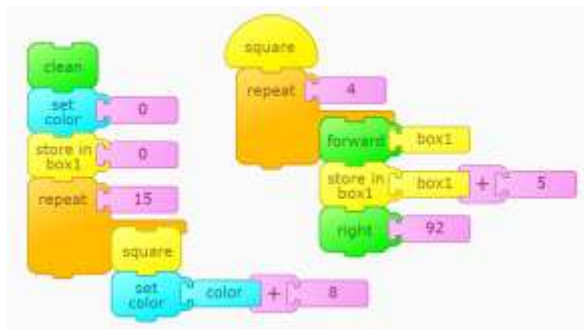 clean
set
color
0
store in
box1
0
repeat
15
square
set
color
color
+
8
square
repeat
4
forward
box1
store in
box1
box1
+
5
right
92